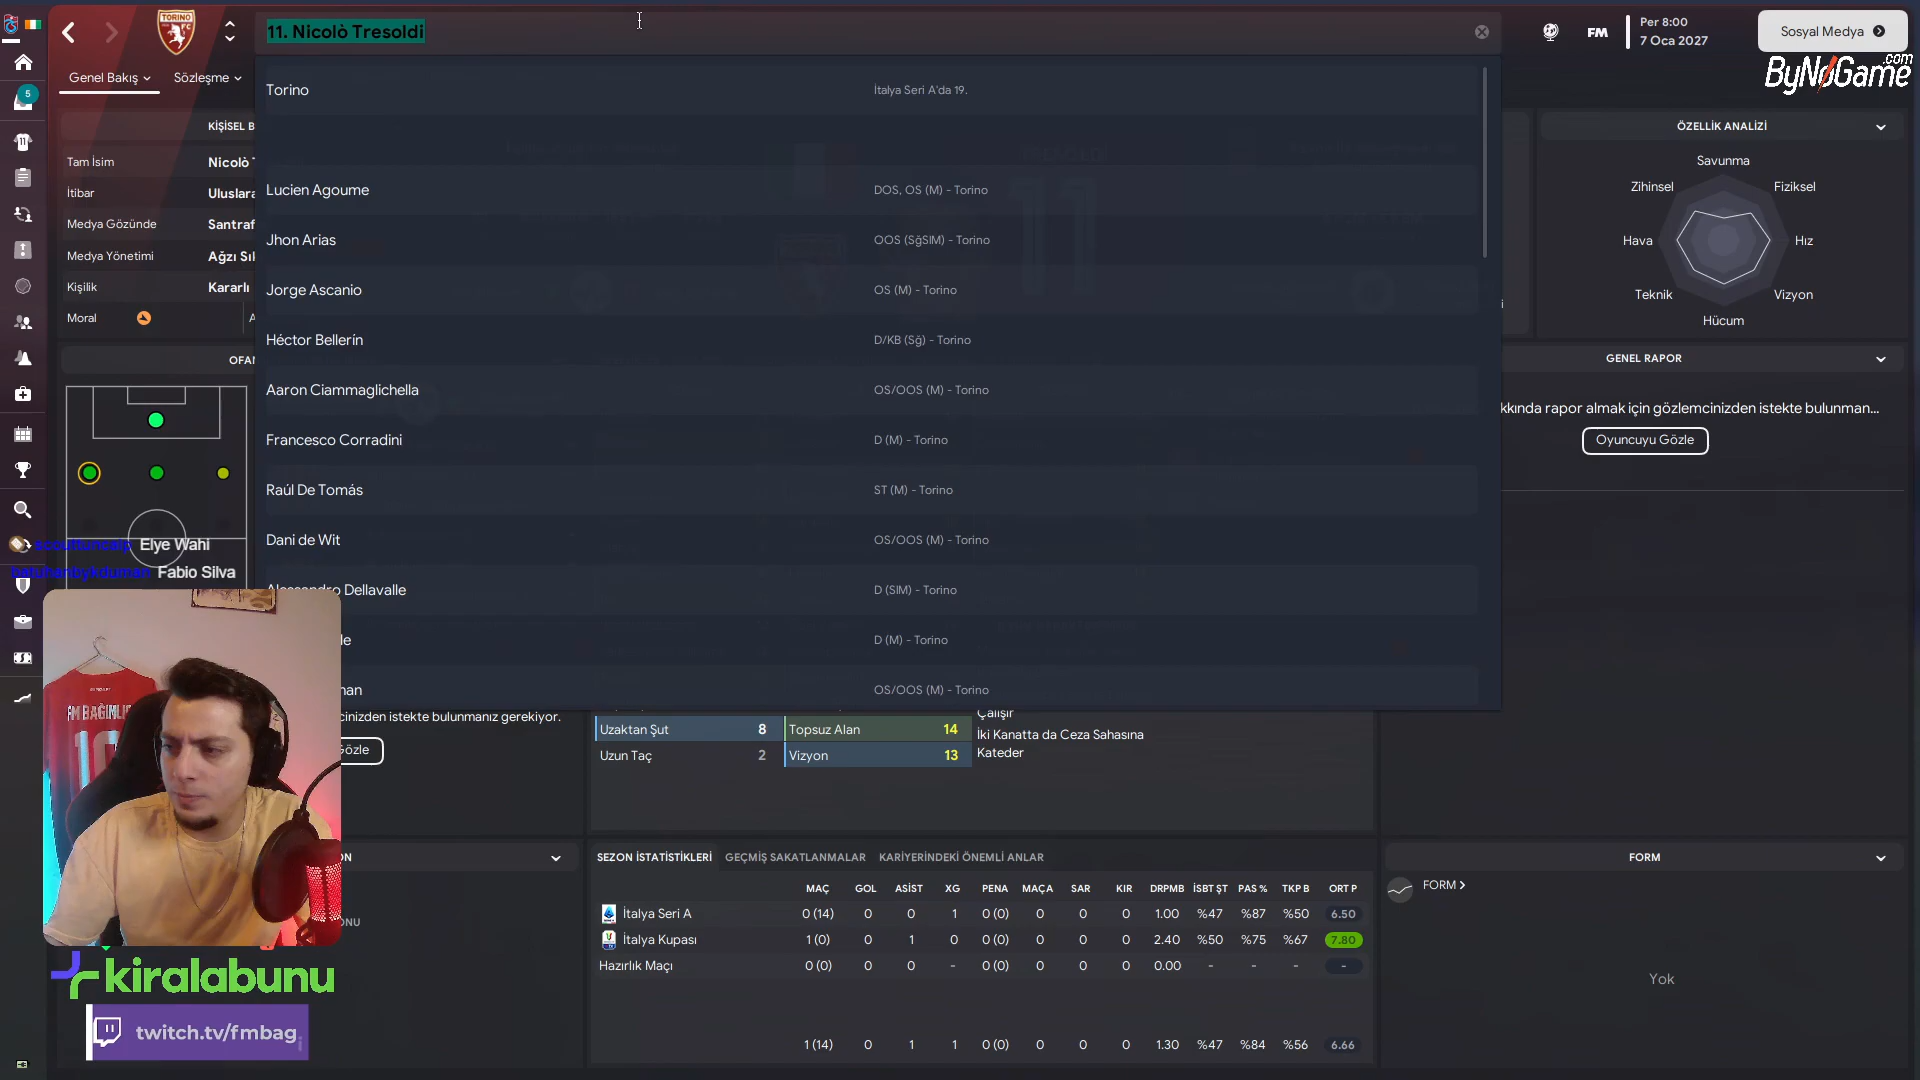 11. Nicolò Tresoldi
Per 8:00
7 Oca 2027
FM
Sosyal Medya
ByNoGame.com
TORINO
Genel Bakış
Sözleşme
5
11
Torino
İtalya Seri A'da 19.
Lucien Agoume
DOS, OS (M) - Torino
Jhon Arias
OOS (SğSIM) - Torino
Jorge Ascanio
OS (M) - Torino
Héctor Bellerín
D/KB (Sğ) - Torino
Aaron Ciammaglichella
OS/OOS (M) - Torino
Francesco Corradini
D (M) - Torino
Raúl De Tomás
ST (M) - Torino
Dani de Wit
OS/OOS (M) - Torino
Dellavalle
D (SIM) - Torino
D (M) - Torino
OS/OOS (M) - Torino
KİŞİSEL B
Tam İsim
Nicolò
İtibar
Uluslara
Medya Gözünde
Santraf
Medya Yönetimi
Ağzı Sık
Kişilik
Kararlı
Moral
OFAN
Elye Wahi
batuhanbykduman Fabio Silva
FM BAĞIMLISI
cinizden istekte bulunmanız gerekiyor.
özle
ÖZELLİK ANALİZİ
Savunma
Zihinsel
Fiziksel
Hava
Hız
Teknik
Vizyon
Hücum
GENEL RAPOR
kkında rapor almak için gözlemcinizden istekte bulunman...
Oyuncuyu Gözle
Uzaktan Şut 8
Topsuz Alan 14
Uzun Taç 2
Vizyon 13
Çalışır
İki Kanatta da Ceza Sahasına
Kateder
SEZON İSTATİSTİKLERİ GEÇMİŞ SAKATLANMALAR KARİYERİNDEKİ ÖNEMLİ ANLAR
MAÇ GOL ASİST XG PENA MAÇA SAR KIR DRPMB İSBT ŞT PAS % TKP B ORT P
İtalya Seri A 0 (14) 0 0 1 0 (0) 0 0 0 1.00 %47 %87 %50 6.50
İtalya Kupası 1 (0) 0 1 0 0 (0) 0 0 0 2.40 %50 %75 %67 7.80
Hazırlık Maçı 0 (0) 0 0 - 0 (0) 0 0 0 0.00 - - - -
1 (14) 0 1 1 0 (0) 0 0 0 1.30 %47 %84 %56 6.66
FORM
FORM
Yok
kiralabunu
twitch.tv/fmbag